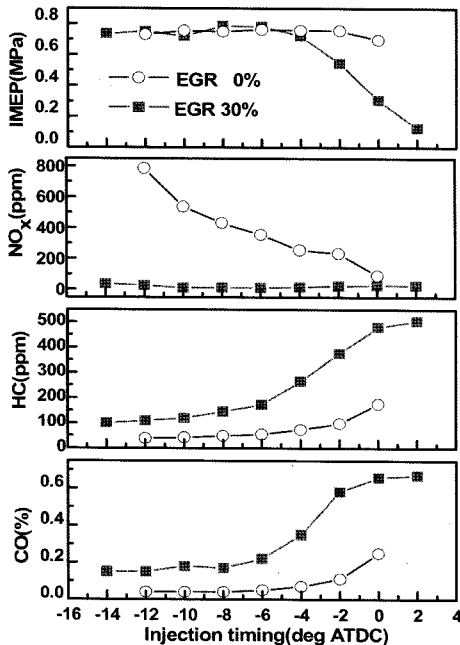 IMEP(MPa)
0.8
0.6
0.4
0.2
0.0
EGR 0%
EGR 30%
NOx(ppm)
800
600
400
200
0
HC(ppm)
500
400
300
200
100
0
CO(%)
0.6
0.4
0.2
0.0
-16 -14 -12 -10 -8 -6 -4 -2 0 2 4
Injection timing(deg ATDC)